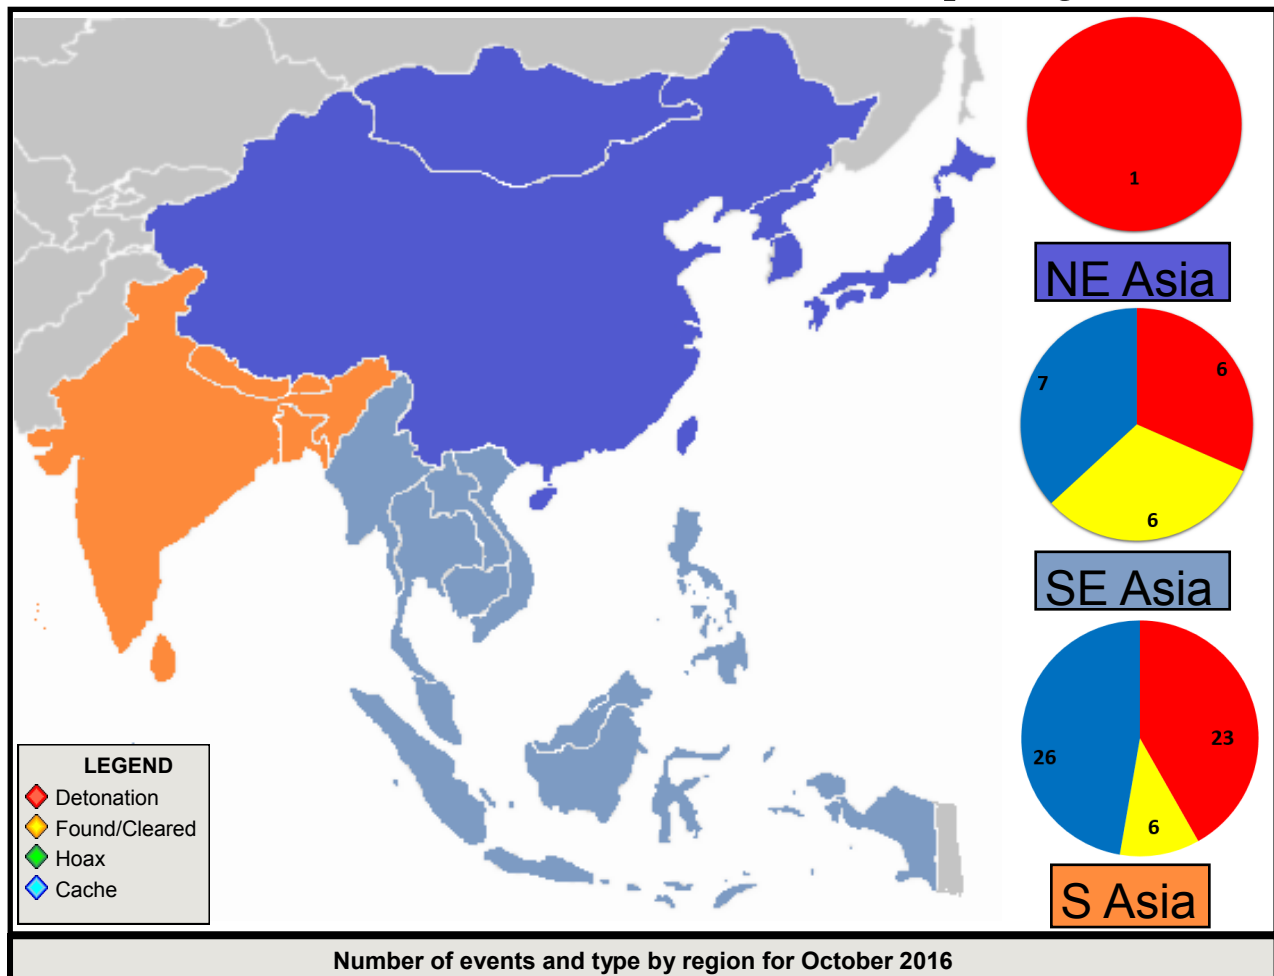 1
NE Asia
7
6
6
SE Asia
26
23
6
S Asia
LEGEND
Detonation
Found/Cleared
Hoax
Cache
Number of events and type by region for October 2016